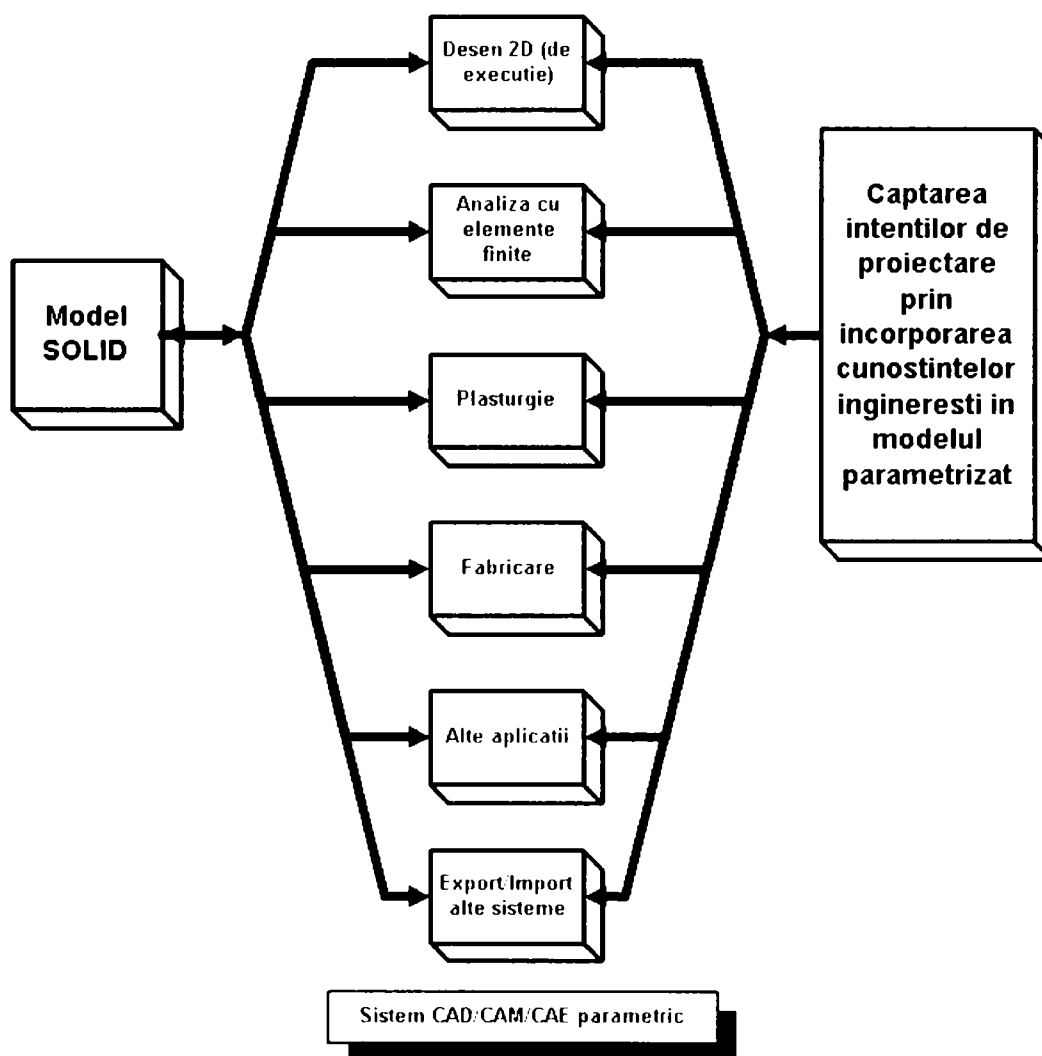 Desen 2D (de
executie)
Analiza cu
elemente
finite
Model
SOLID
Captarea
intentilor de
proiectare
prin
incorporarea
cunostintelor
ingineresti in
modelul
parametrizat
Plasturgie
Fabricare
Alte aplicatii
Export/Import
alte sisteme
Sistem CAD/CAM/CAE parametric